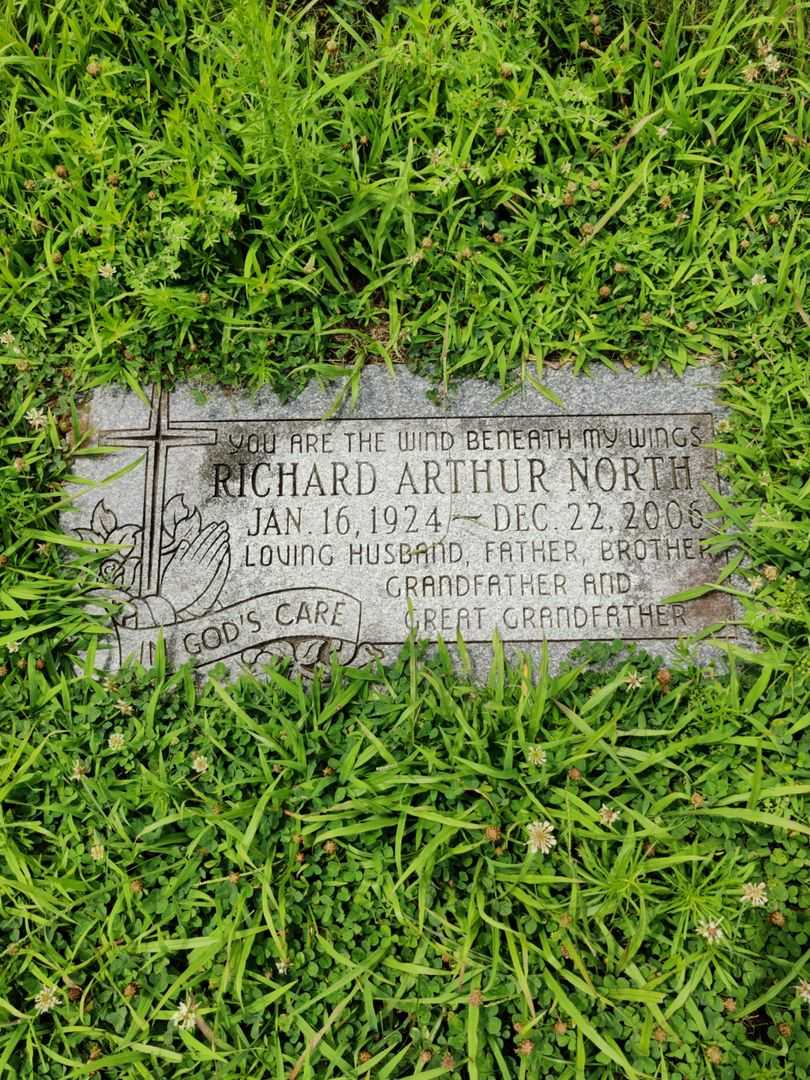 YOU ARE THE WIND BENEATH MY WINGS
RICHARD ARTHUR NORTH
JAN. 16, 1924 — DEC. 22, 2006
LOVING HUSBAND, FATHER, BROTHER
GRANDFATHER AND
GREAT GRANDFATHER
IN GOD'S CARE